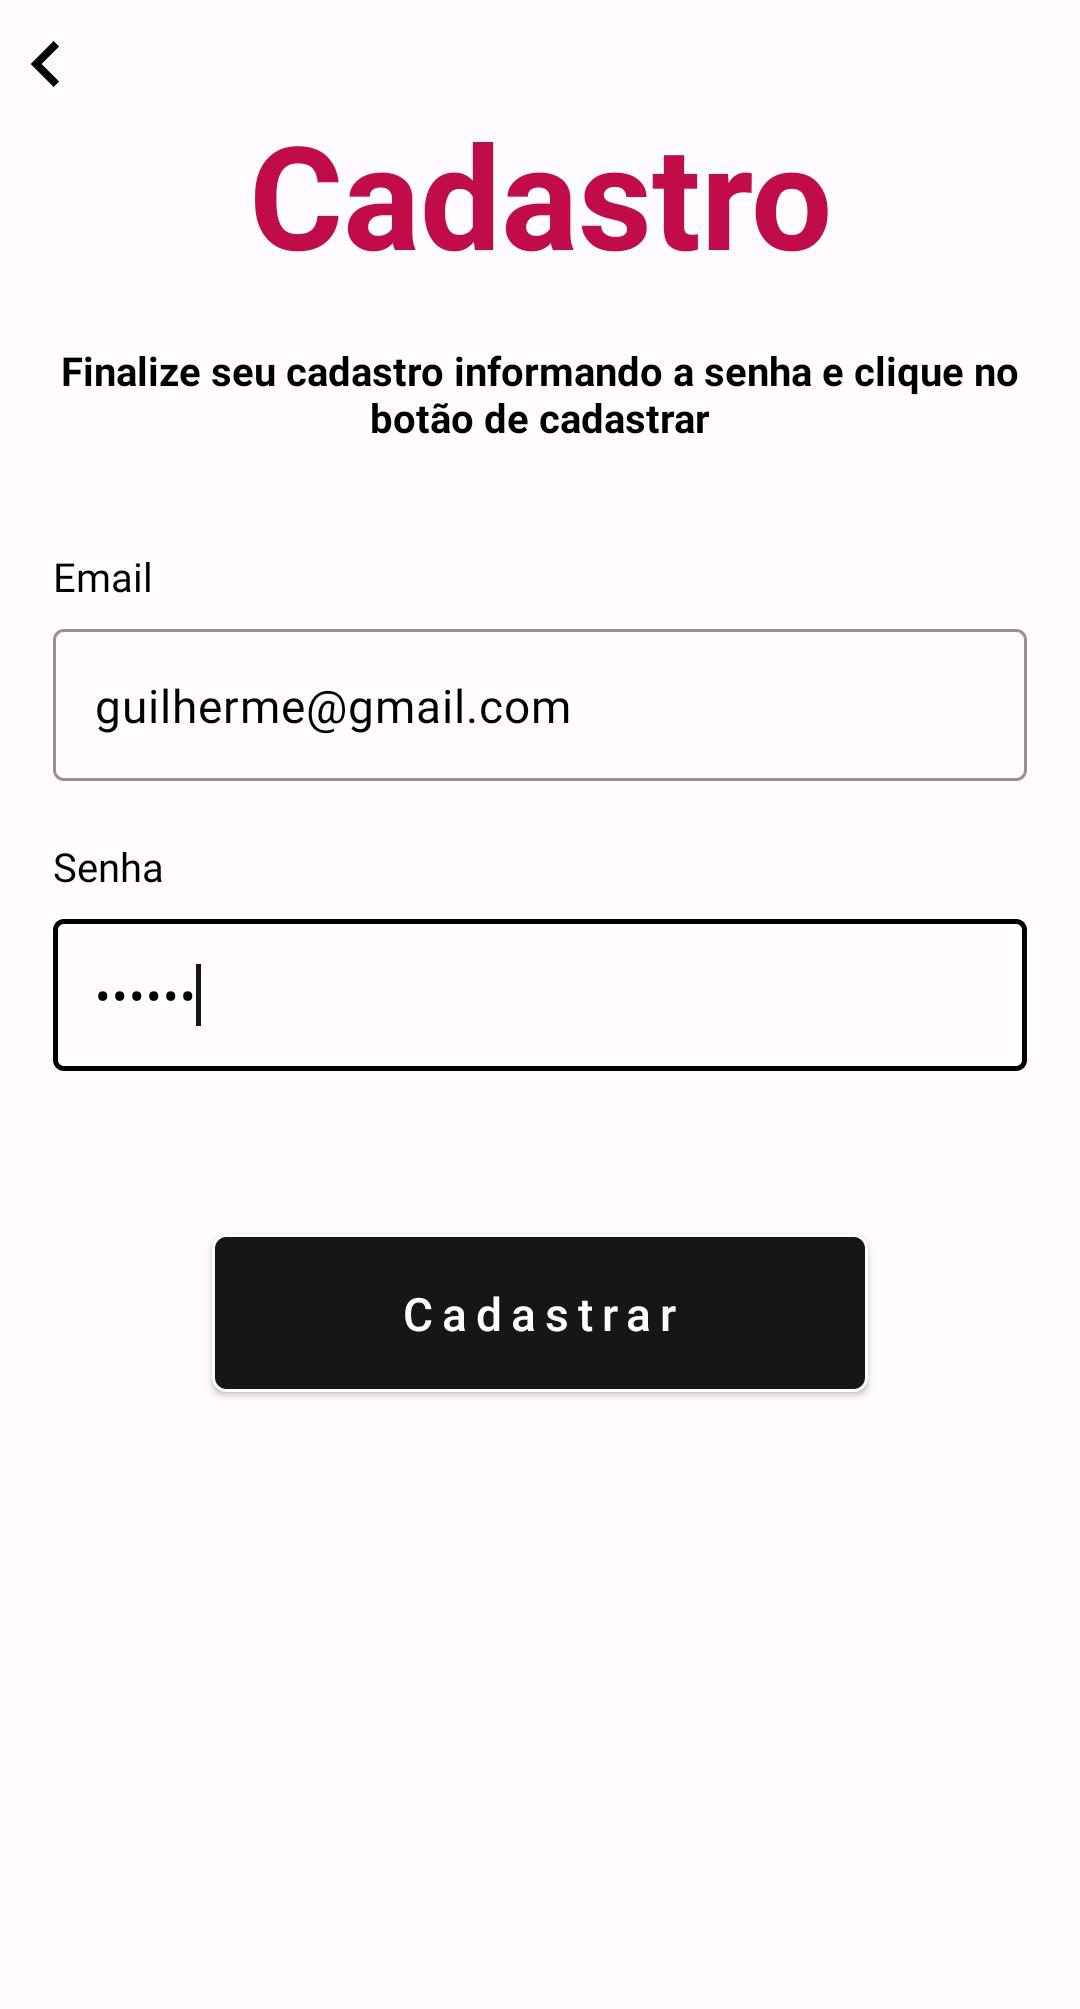 Cadastro
Finalize seu cadastro informando a senha e clique no
botão de cadastrar
Email
guilherme@gmail.com
Senha
••••••
Cadastrar